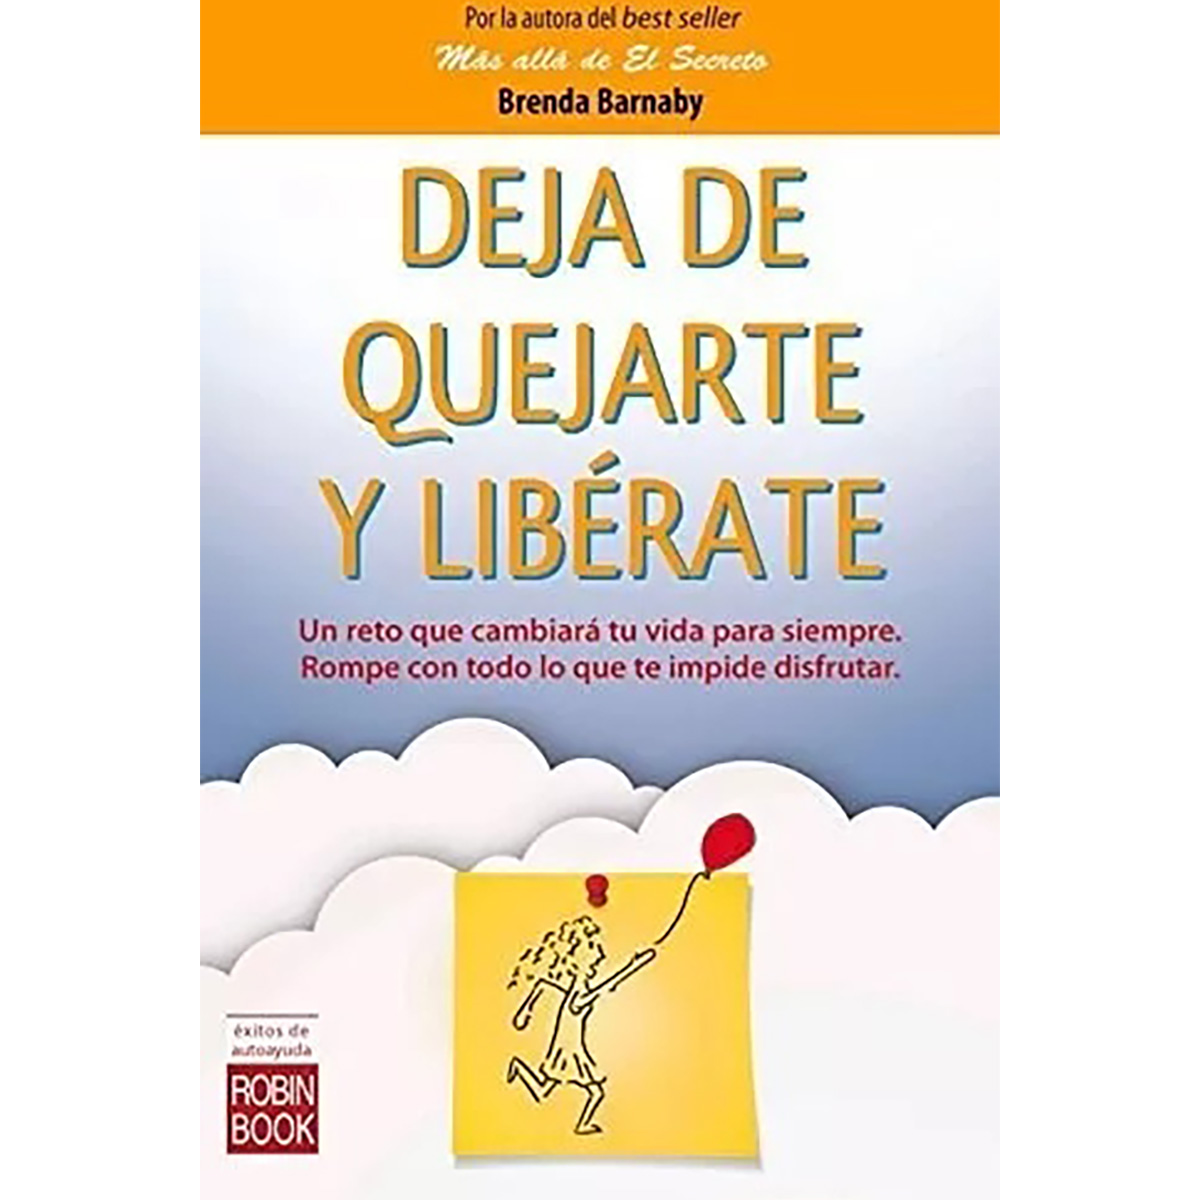 Por la autora del best seller
Más allá de El Secreto
Brenda Barnaby
DEJA DE
QUEJARTE
Y LIBÉRATE
Un reto que cambiará tu vida para siempre.
Rompe con todo lo que te impide disfrutar.
éxitos de
autoayuda
ROBIN
BOOK